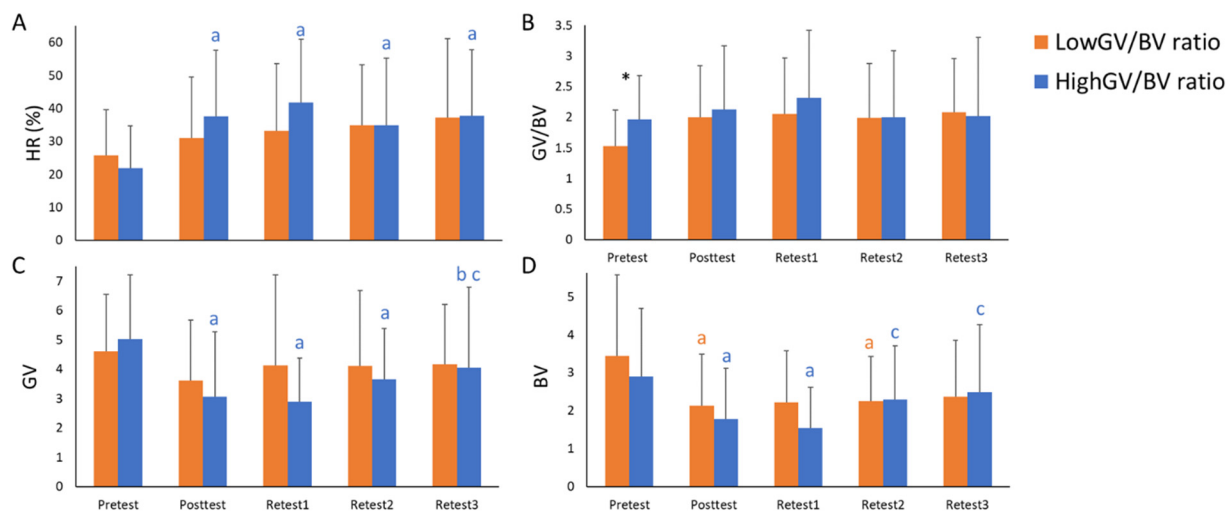 A
HR (%)
60
50
40
30
20
10
0
a
a
a
a
B
GV/BV
3.5
3
2.5
2
1.5
1
0.5
0
*
Pretest Posttest Retest1 Retest2 Retest3
LowGV/BV ratio
HighGV/BV ratio
C
GV
7
6
5
4
3
2
1
0
a
a
a
b c
Pretest Posttest Retest1 Retest2 Retest3
D
BV
5
4
3
2
1
0
a
a
a
a
c
c
Pretest Posttest Retest1 Retest2 Retest3